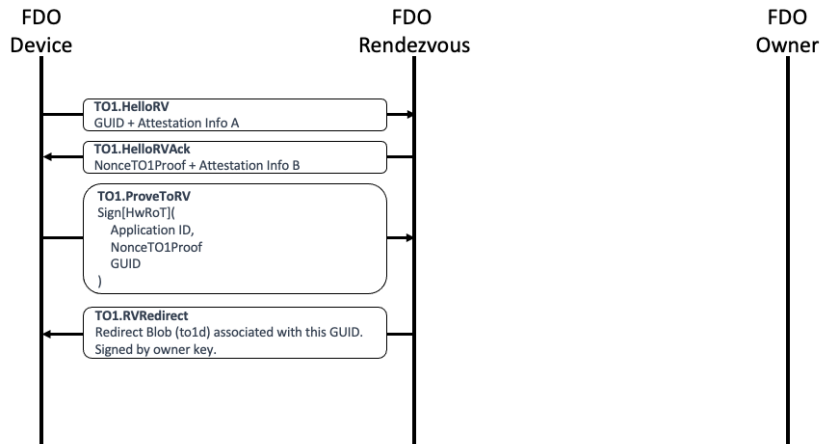 FDO
Device
FDO
Rendezvous
FDO
Owner
TO1.HelloRV
GUID + Attestation Info A
TO1.HelloRVAck
NonceTO1Proof + Attestation Info B
TO1.ProveToRV
Sign[HwRoT](
Application ID,
NonceTO1Proof
GUID
)
TO1.RVRedirect
Redirect Blob (to1d) associated with this GUID.
Signed by owner key.